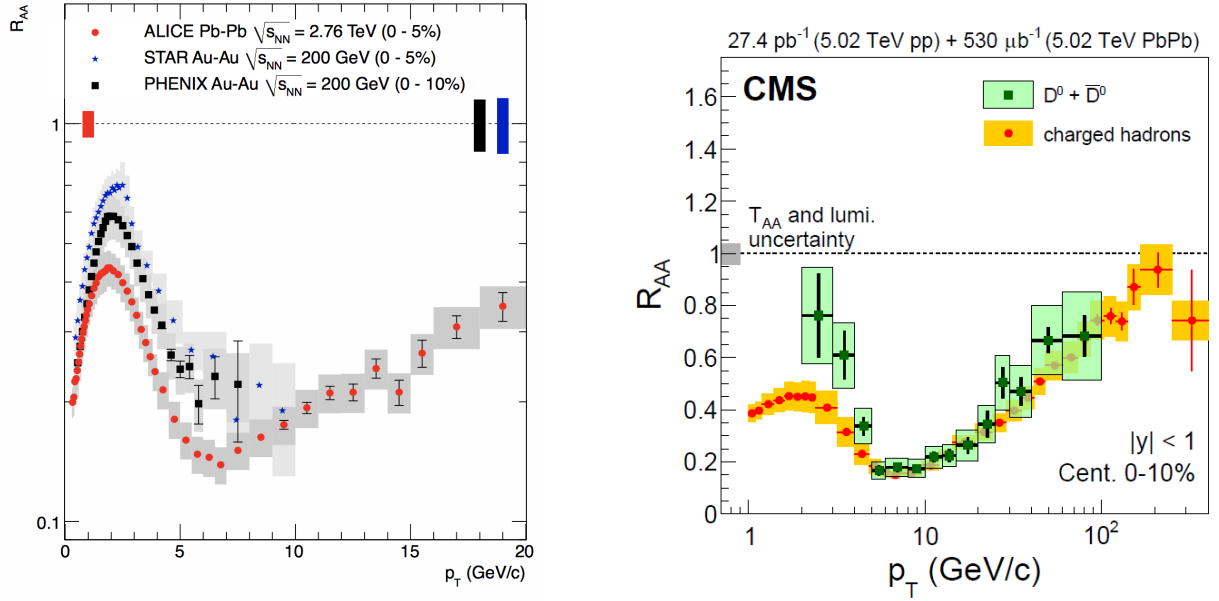 R_AA
ALICE Pb-Pb √s_NN = 2.76 TeV (0 - 5%)
STAR Au-Au √s_NN = 200 GeV (0 - 5%)
PHENIX Au-Au √s_NN = 200 GeV (0 - 10%)
1
0.1
0 5 10 15 20
p_T (GeV/c)
27.4 pb⁻¹ (5.02 TeV pp) + 530 μb⁻¹ (5.02 TeV PbPb)
CMS
D⁰ + D̅⁰
charged hadrons
T_AA and lumi.
uncertainty
|y| < 1
Cent. 0-10%
R_AA
1.6
1.4
1.2
1
0.8
0.6
0.4
0.2
0
1 10 10²
p_T (GeV/c)